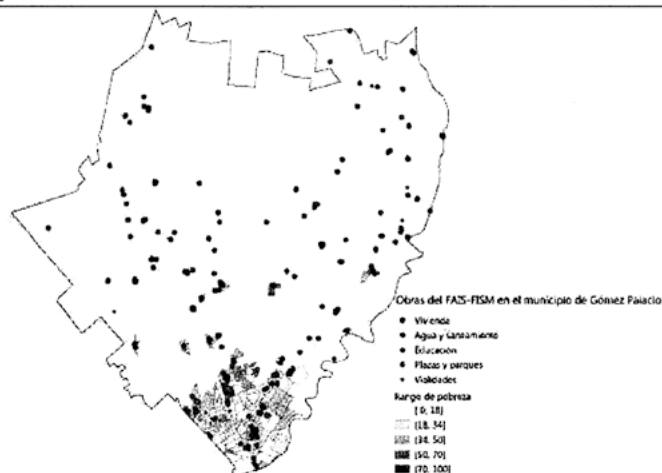 Obras del FAIS-FISM en el municipio de Gómez Palacio
Vivienda
Agua y saneamiento
Educación
Plazas y parques
Vialidades
Rango de pobreza
[0, 18]
(18, 34]
(34, 50]
(50, 70]
(70, 100]